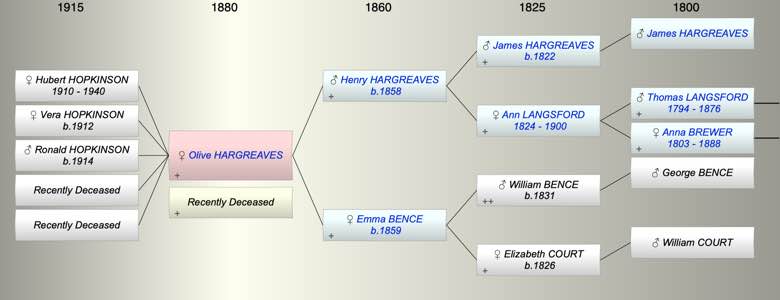 1915 1880 1860 1825 1800
♀ Hubert HOPKINSON
1910 - 1940
♀ Vera HOPKINSON
b.1912
♂ Ronald HOPKINSON
b.1914
Recently Deceased
Recently Deceased
♀ Olive HARGREAVES
+
Recently Deceased
+
♂ Henry HARGREAVES
b.1858
+
♀ Emma BENCE
b.1859
+
♂ James HARGREAVES
b.1822
+
♀ Ann LANGSFORD
1824 - 1900
+
♂ William BENCE
b.1831
++
♀ Elizabeth COURT
b.1826
+
♂ James HARGREAVES
♂ Thomas LANGSFORD
1794 - 1876
+
♀ Anna BREWER
1803 - 1888
+
♂ George BENCE
♂ William COURT